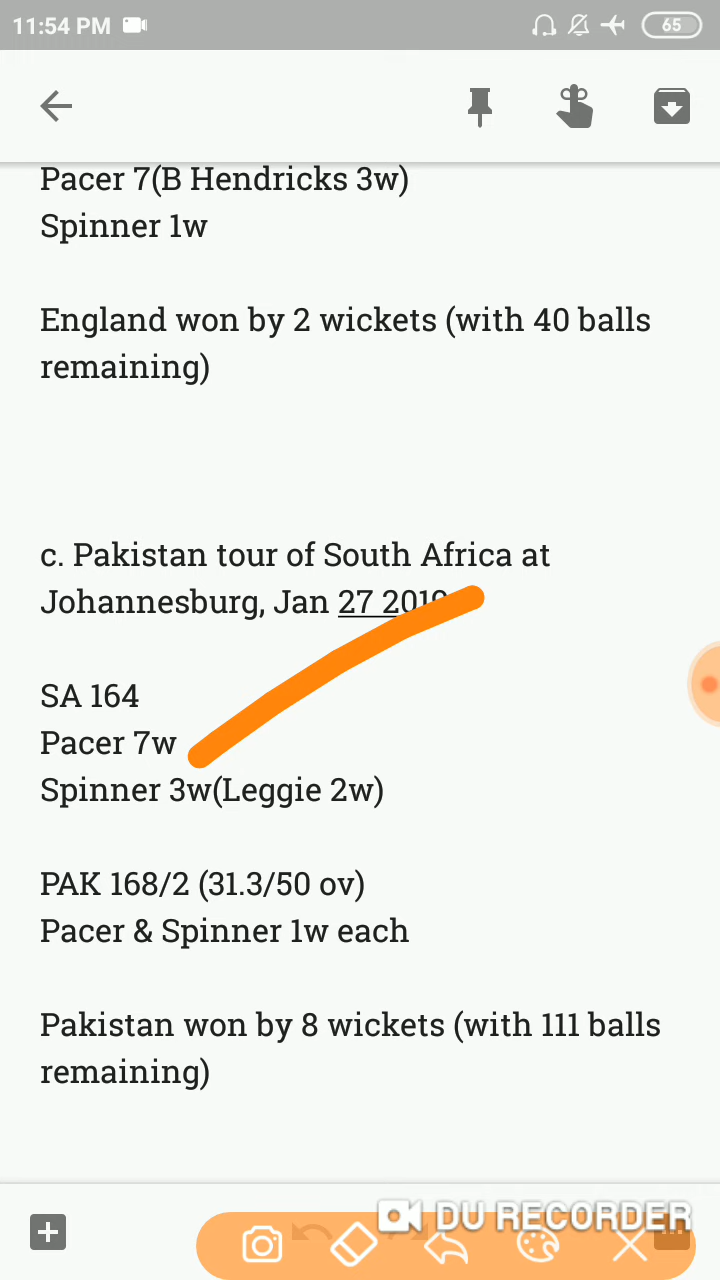 11:54 PM
65
Pacer 7(B Hendricks 3w)
Spinner 1w
England won by 2 wickets (with 40 balls
remaining)
c. Pakistan tour of South Africa at
Johannesburg, Jan 27 2019
SA 164
Pacer 7w
Spinner 3w(Leggie 2w)
PAK 168/2 (31.3/50 ov)
Pacer & Spinner 1w each
Pakistan won by 8 wickets (with 111 balls
remaining)
DU RECORDER